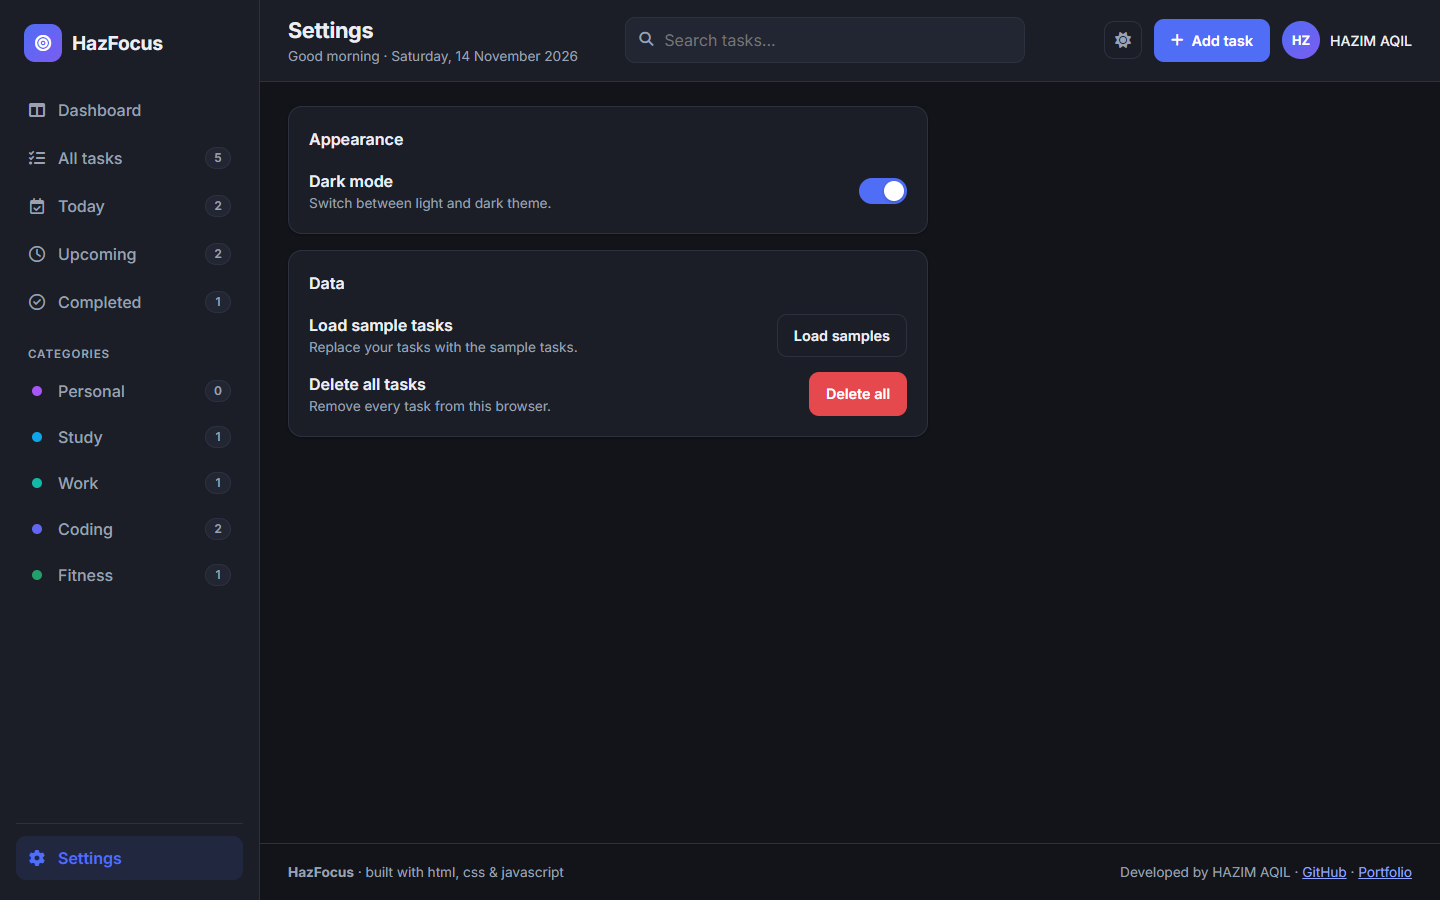 HazFocus
Dashboard
All tasks 5
Today 2
Upcoming 2
Completed 1
CATEGORIES
Personal 0
Study 1
Work 1
Coding 2
Fitness 1
Settings
Settings
Good morning · Saturday, 14 November 2026
Search tasks...
+ Add task
HZ
HAZIM AQIL
Appearance
Dark mode
Switch between light and dark theme.
Data
Load sample tasks
Replace your tasks with the sample tasks.
Load samples
Delete all tasks
Remove every task from this browser.
Delete all
HazFocus · built with html, css & javascript
Developed by HAZIM AQIL · GitHub · Portfolio